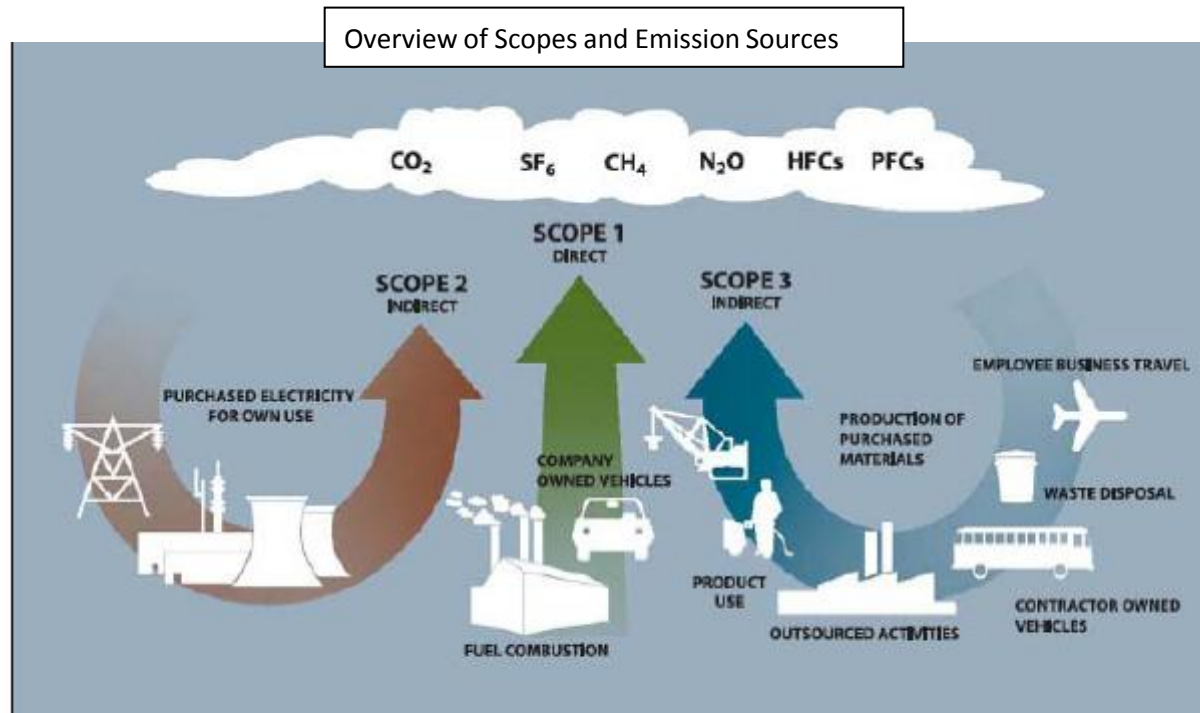 Overview of Scopes and Emission Sources
CO₂ SF₆ CH₄ N₂O HFCs PFCs
SCOPE 1
DIRECT
SCOPE 2
INDIRECT
SCOPE 3
INDIRECT
PURCHASED ELECTRICITY
FOR OWN USE
COMPANY
OWNED VEHICLES
FUEL COMBUSTION
EMPLOYEE BUSINESS TRAVEL
PRODUCTION OF
PURCHASED
MATERIALS
WASTE DISPOSAL
PRODUCT
USE
OUTSOURCED ACTIVITIES
CONTRACTOR OWNED
VEHICLES